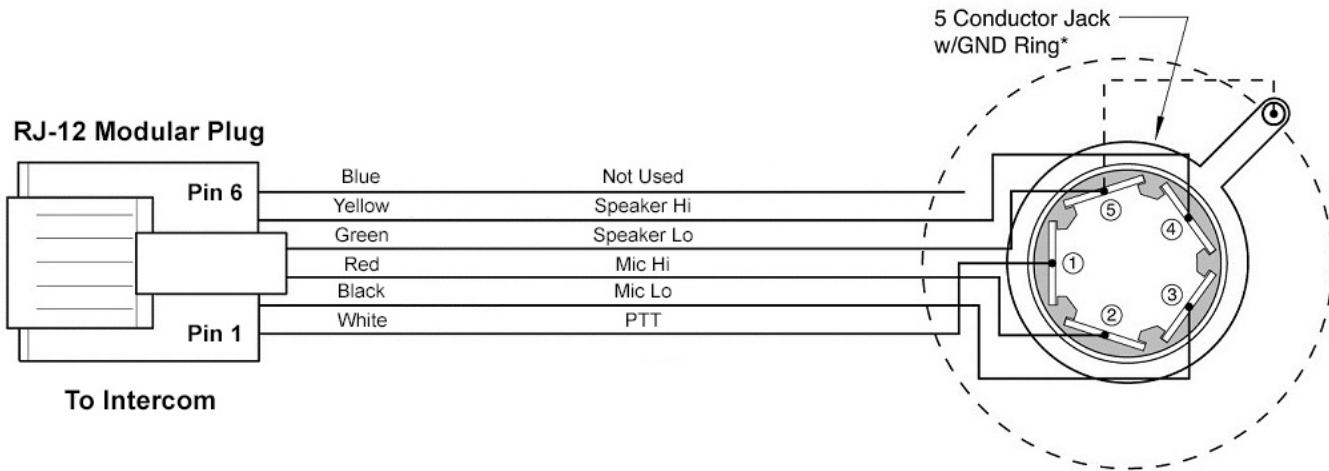 5 Conductor Jack
w/GND Ring*
RJ-12 Modular Plug
Pin 6
Blue Not Used
Yellow Speaker Hi
Green Speaker Lo
Red Mic Hi
Black Mic Lo
Pin 1
White PTT
To Intercom
5
4
1
3
2